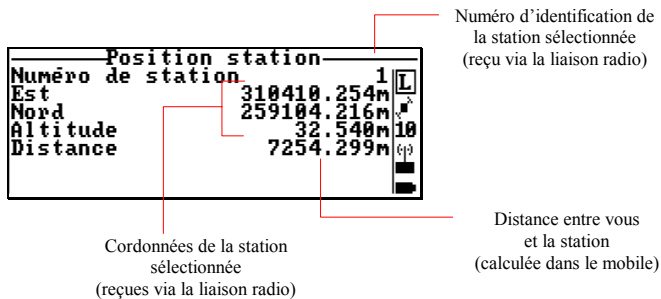 Numéro d’identification de
la station sélectionnée
(reçu via la liaison radio)
Position station
Numéro de station 1
Est 310410.254m
Nord 259104.216m
Altitude 32.540m
Distance 7254.299m
L
10
Distance entre vous
et la station
(calculée dans le mobile)
Cordonnées de la station
sélectionnée
(reçues via la liaison radio)